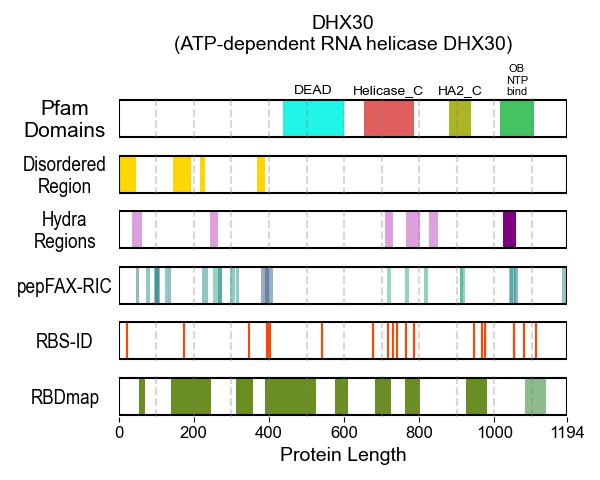 DHX30
(ATP-dependent RNA helicase DHX30)
OB
NTP
bind
DEAD Helicase_C HA2_C
Pfam
Domains
Disordered
Region
Hydra
Regions
pepFAX-RIC
RBS-ID
RBDmap
0 200 400 600 800 1000 1194
Protein Length